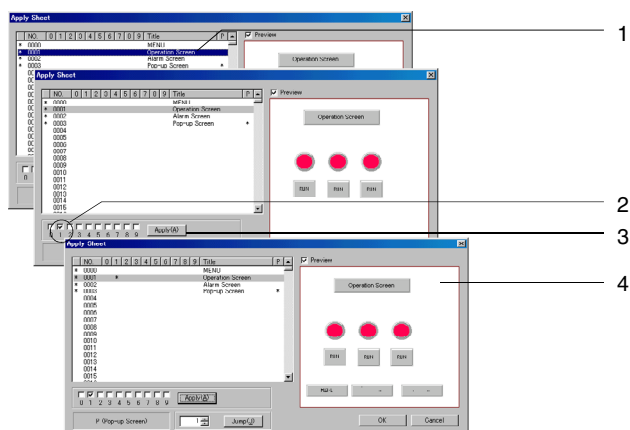 Apply Sheet
NO. 0 1 2 3 4 5 6 7 8 9 Title P
Preview
* 0000 MENU
* 0001 Operation Screen
* 0002 Alarm Screen
* 0003 Pop-up Screen *
Operation Screen
1
Apply Sheet
NO. 0 1 2 3 4 5 6 7 8 9 Title P
Preview
* 0000 MENU
* 0001 Operation Screen
* 0002 Alarm Screen
* 0003 Pop-up Screen *
0004
0005
0006
0007
0008
0009
0010
0011
0012
0013
0014
0015
Operation Screen
RUN RUN RUN
0 1 2 3 4 5 6 7 8 9
Apply(A)
2
3
Apply Sheet
NO. 0 1 2 3 4 5 6 7 8 9 Title P
Preview
* 0000 MENU
* 0001 * Operation Screen
* 0002 Alarm Screen
* 0003 Pop-up Screen *
0004
0005
0006
0007
0008
0009
0010
0011
0012
0013
0014
0015
Operation Screen
4
RUN RUN RUN
0 1 2 3 4 5 6 7 8 9
Apply(A)
P (Pop-up Screen)
1
Jump(J)
OK
Cancel